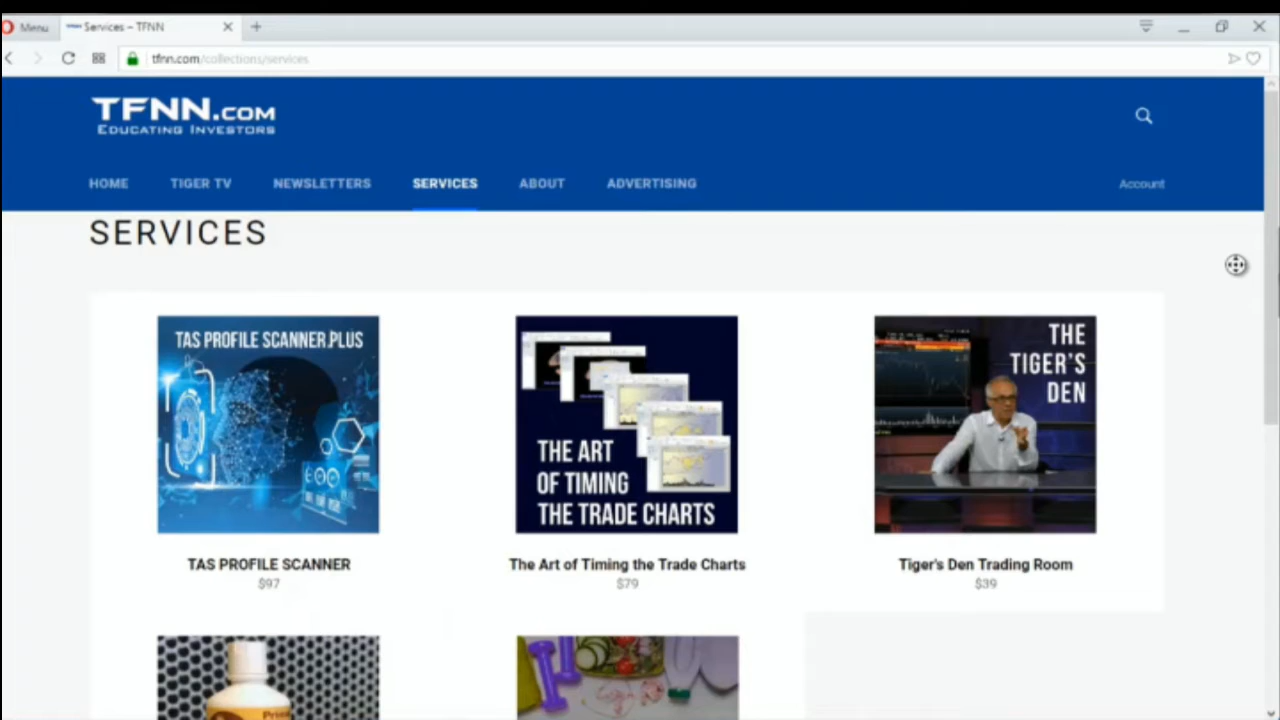 Menu
Services – TFNN
tfnn.com/collections/services
TFNN.COM
EDUCATING INVESTORS
HOME
TIGER TV
NEWSLETTERS
SERVICES
ABOUT
ADVERTISING
Account
SERVICES
TAS PROFILE SCANNER PLUS
THE ART
OF TIMING
THE TRADE CHARTS
THE
TIGER'S
DEN
TAS PROFILE SCANNER
$97
The Art of Timing the Trade Charts
$79
Tiger's Den Trading Room
$39